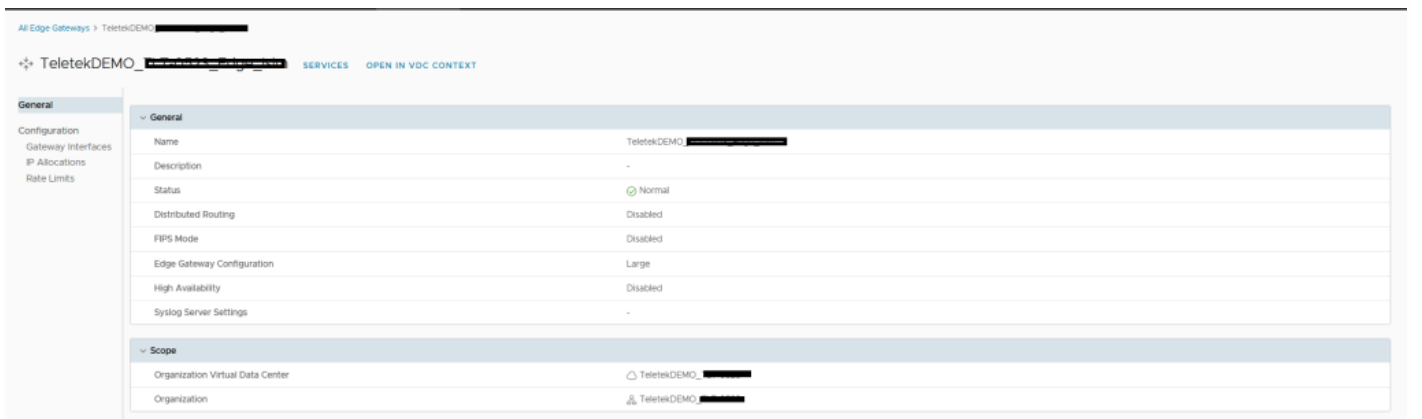 All Edge Gateways > TeletekDEMO_
TeletekDEMO_ SERVICES OPEN IN VDC CONTEXT
General
Configuration
Gateway Interfaces
IP Allocations
Rate Limits
General
Name TeletekDEMO_
Description -
Status Normal
Distributed Routing Disabled
FIPS Mode Disabled
Edge Gateway Configuration Large
High Availability Disabled
Syslog Server Settings -
Scope
Organization Virtual Data Center TeletekDEMO_
Organization TeletekDEMO_